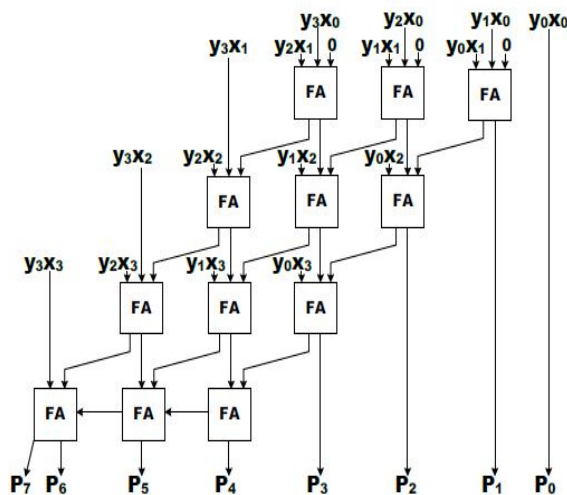 y₃x₀ y₂x₀ y₁x₀ y₀x₀
y₃x₁ y₂x₁ 0 y₁x₁ 0 y₀x₁ 0
FA FA FA
y₃x₂ y₂x₂ y₁x₂ y₀x₂
FA FA FA
y₃x₃ y₂x₃ y₁x₃ y₀x₃
FA FA FA
FA FA FA
P₇ P₆ P₅ P₄ P₃ P₂ P₁ P₀